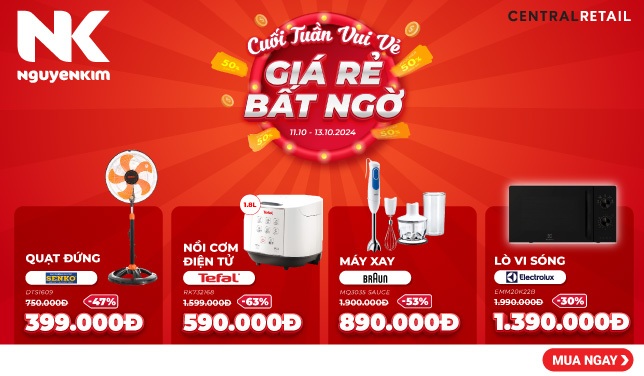 NK
NGUYENKIM
CENTRALRETAIL
Cuối Tuần Vui Vẻ
50%
50%
GIÁ RẺ
BẤT NGỜ
11.10 - 13.10.2024
50%
50%
QUẠT ĐỨNG
SENKO
DTS1609
750.000Đ
-47%
399.000Đ
1.8L
NỒI CƠM
ĐIỆN TỬ
Tefal
RK732168
1.599.000Đ
-63%
590.000Đ
MÁY XAY
BRAUN
MQ3035 SAUCE
1.900.000Đ
-53%
890.000Đ
LÒ VI SÓNG
Electrolux
EMM20K22B
1.990.000Đ
-30%
1.390.000Đ
MUA NGAY